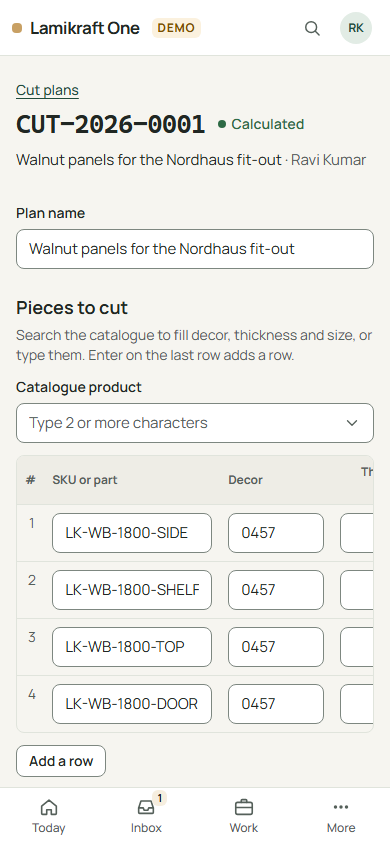 Lamikraft One DEMO RK
Cut plans
CUT-2026-0001 Calculated
Walnut panels for the Nordhaus fit-out · Ravi Kumar
Plan name
Walnut panels for the Nordhaus fit-out
Pieces to cut
Search the catalogue to fill decor, thickness and size, or
type them. Enter on the last row adds a row.
Catalogue product
Type 2 or more characters
# SKU or part Decor Th
1 LK-WB-1800-SIDE 0457
2 LK-WB-1800-SHELF 0457
3 LK-WB-1800-TOP 0457
4 LK-WB-1800-DOOR 0457
Add a row
1
Today Inbox Work More